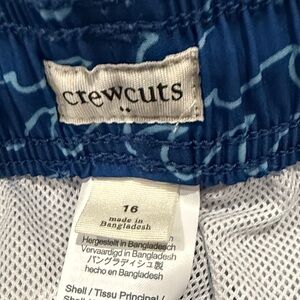 crewcuts
16
made in
Bangladesh
Hergestellt in Bangladesch
Vervaardigd in Bangladesh
バングラディシュ製
hecho en Bangladesh
Shell / Tissu Principal /